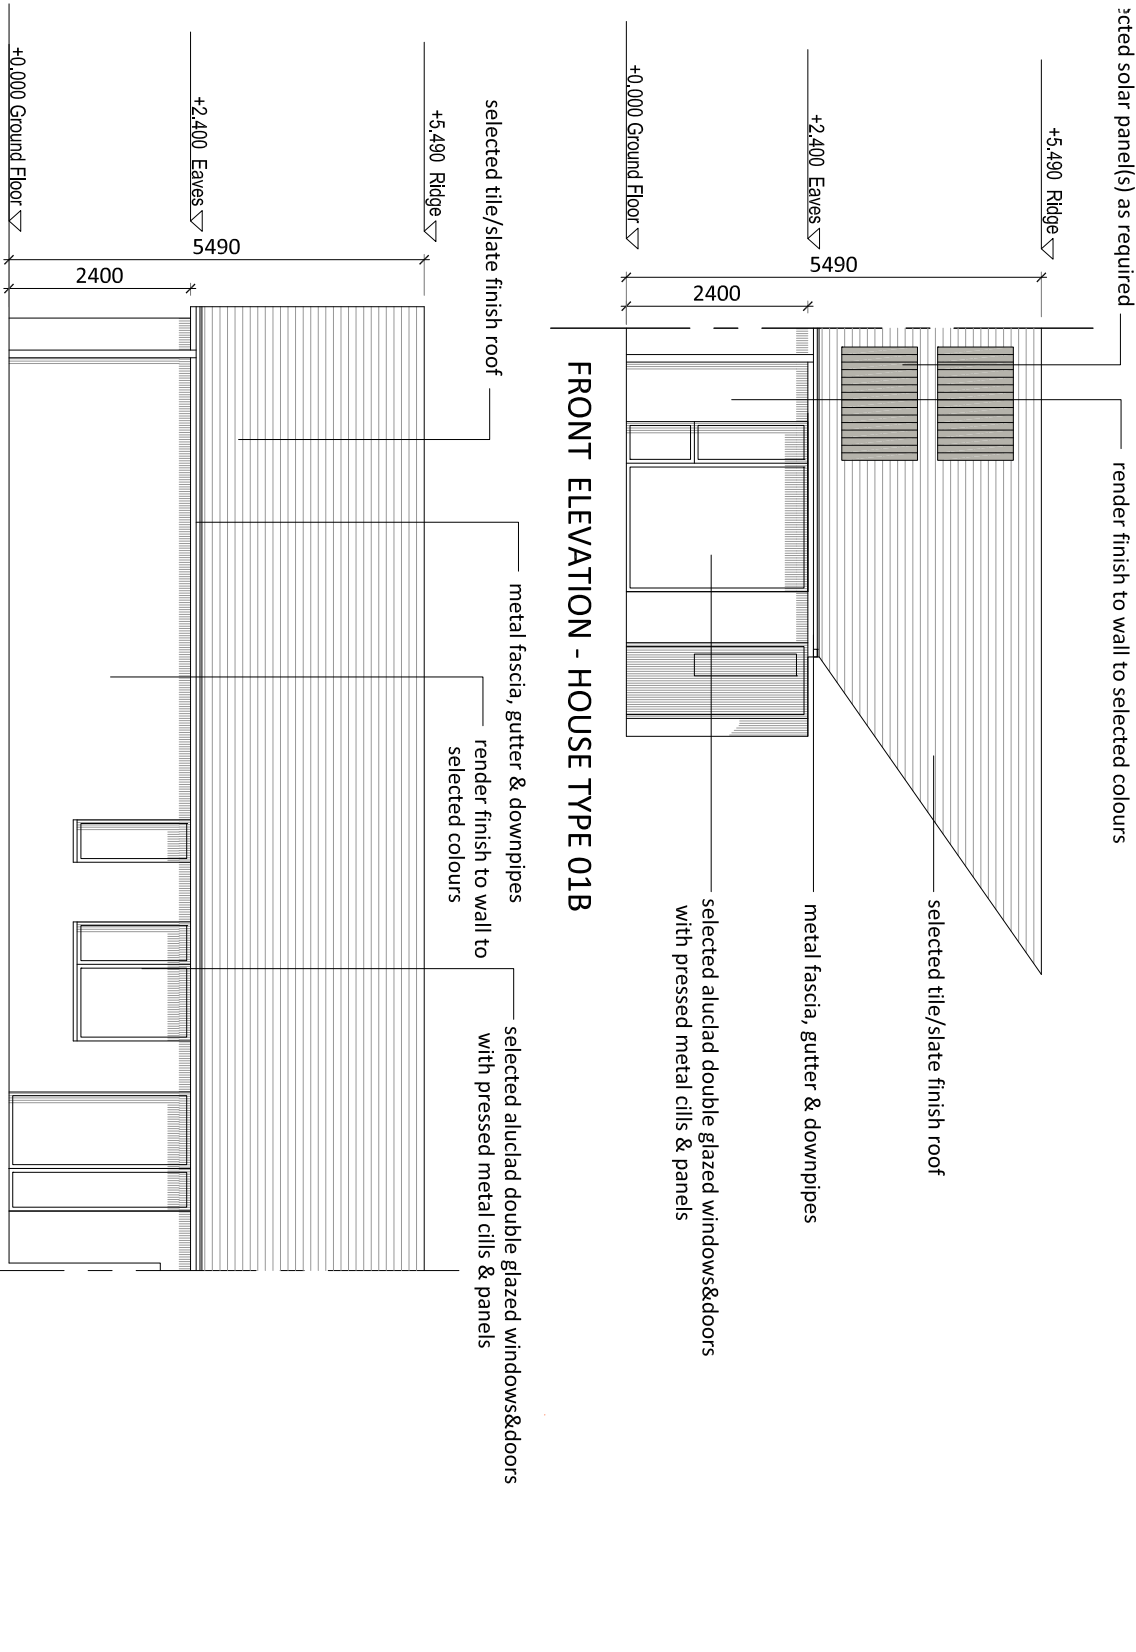 solar panel(s) as required
render finish to wall to selected colours
+5.490 Ridge
+2.400 Eaves
+0.000 Ground Floor
5490
2400
selected tile/slate finish roof
metal fascia, gutter & downpipes
selected aluclad double glazed windows&doors
with pressed metal cills & panels
FRONT ELEVATION - HOUSE TYPE 01B
selected tile/slate finish roof
metal fascia, gutter & downpipes
render finish to wall to
selected colours
selected aluclad double glazed windows&doors
with pressed metal cills & panels
+5.490 Ridge
+2.400 Eaves
+0.000 Ground Floor
5490
2400